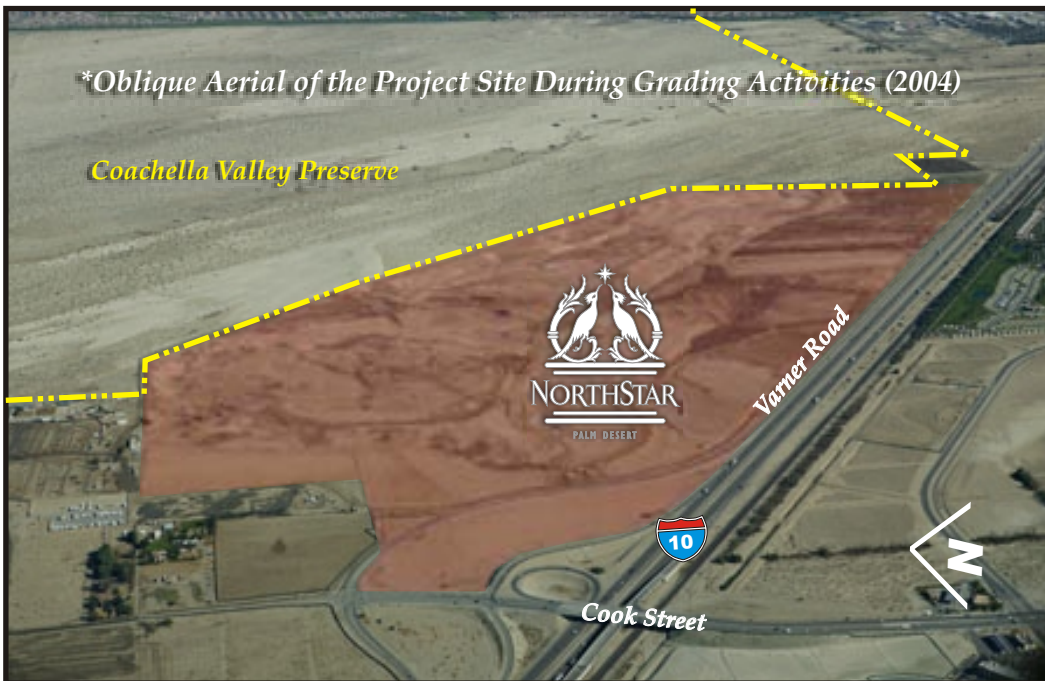 *Oblique Aerial of the Project Site During Grading Activities (2004)
Coachella Valley Preserve
NORTHSTAR
PALM DESERT
Varner Road
10
Cook Street
N